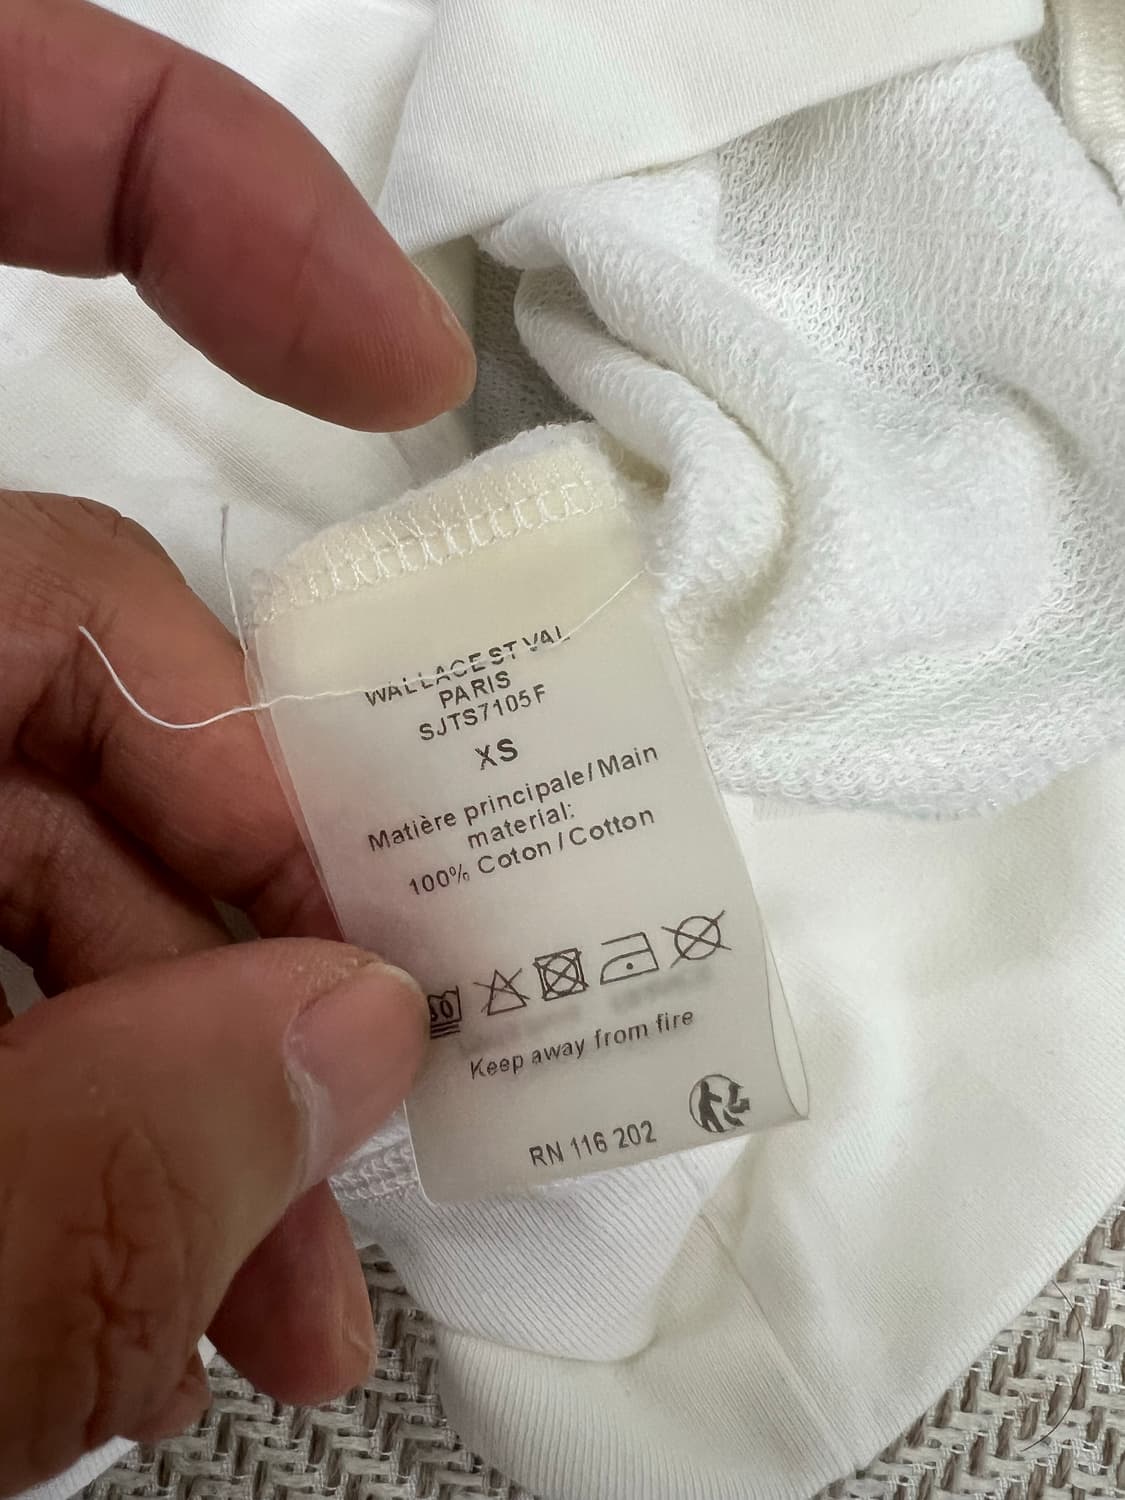 WALLACE ST VAL
PARIS
SJTS7105F
XS
Matière principale/Main
material:
100% Coton/Cotton
30
Keep away from fire
RN 116 202